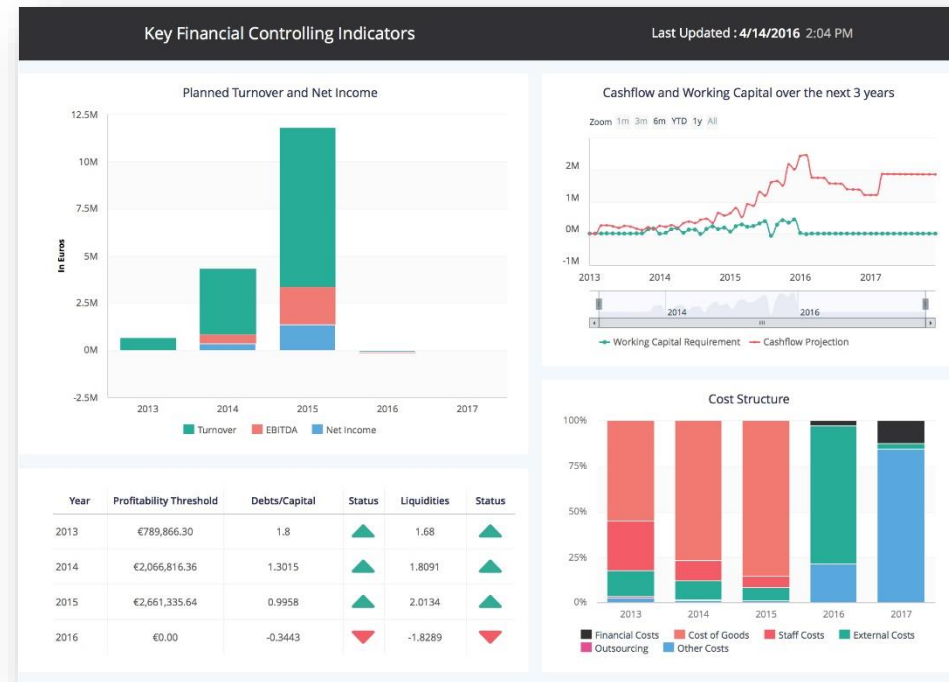 Key Financial Controlling Indicators
Last Updated : 4/14/2016 2:04 PM
Planned Turnover and Net Income
12.5M
10M
7.5M
5M
2.5M
0M
-2.5M
In Euros
2013 2014 2015 2016 2017
Turnover EBITDA Net Income
Cashflow and Working Capital over the next 3 years
Zoom 1m 3m 6m YTD 1y All
2M
1M
0M
-1M
2013 2014 2015 2016 2017
2014 2016
Working Capital Requirement Cashflow Projection
Year Profitability Threshold Debts/Capital Status Liquidities Status
2013 €789,866.30 1.8 1.68
2014 €2,066,816.36 1.3015 1.8091
2015 €2,661,335.64 0.9958 2.0134
2016 €0.00 -0.3443 -1.8289
Cost Structure
100%
75%
50%
25%
0%
2013 2014 2015 2016 2017
Financial Costs Cost of Goods Staff Costs External Costs
Outsourcing Other Costs